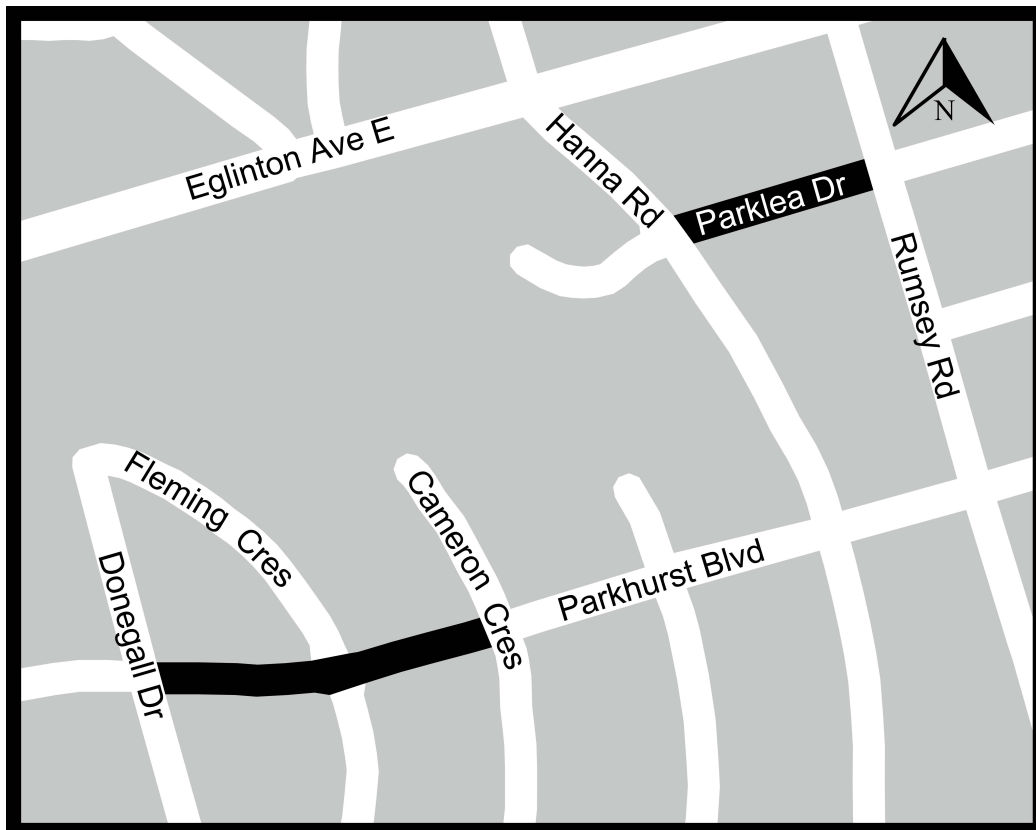 N
Eglinton Ave E
Hanna Rd
Parklea Dr
Rumsey Rd
Fleming Cres
Cameron Cres
Donegall Dr
Parkhurst Blvd